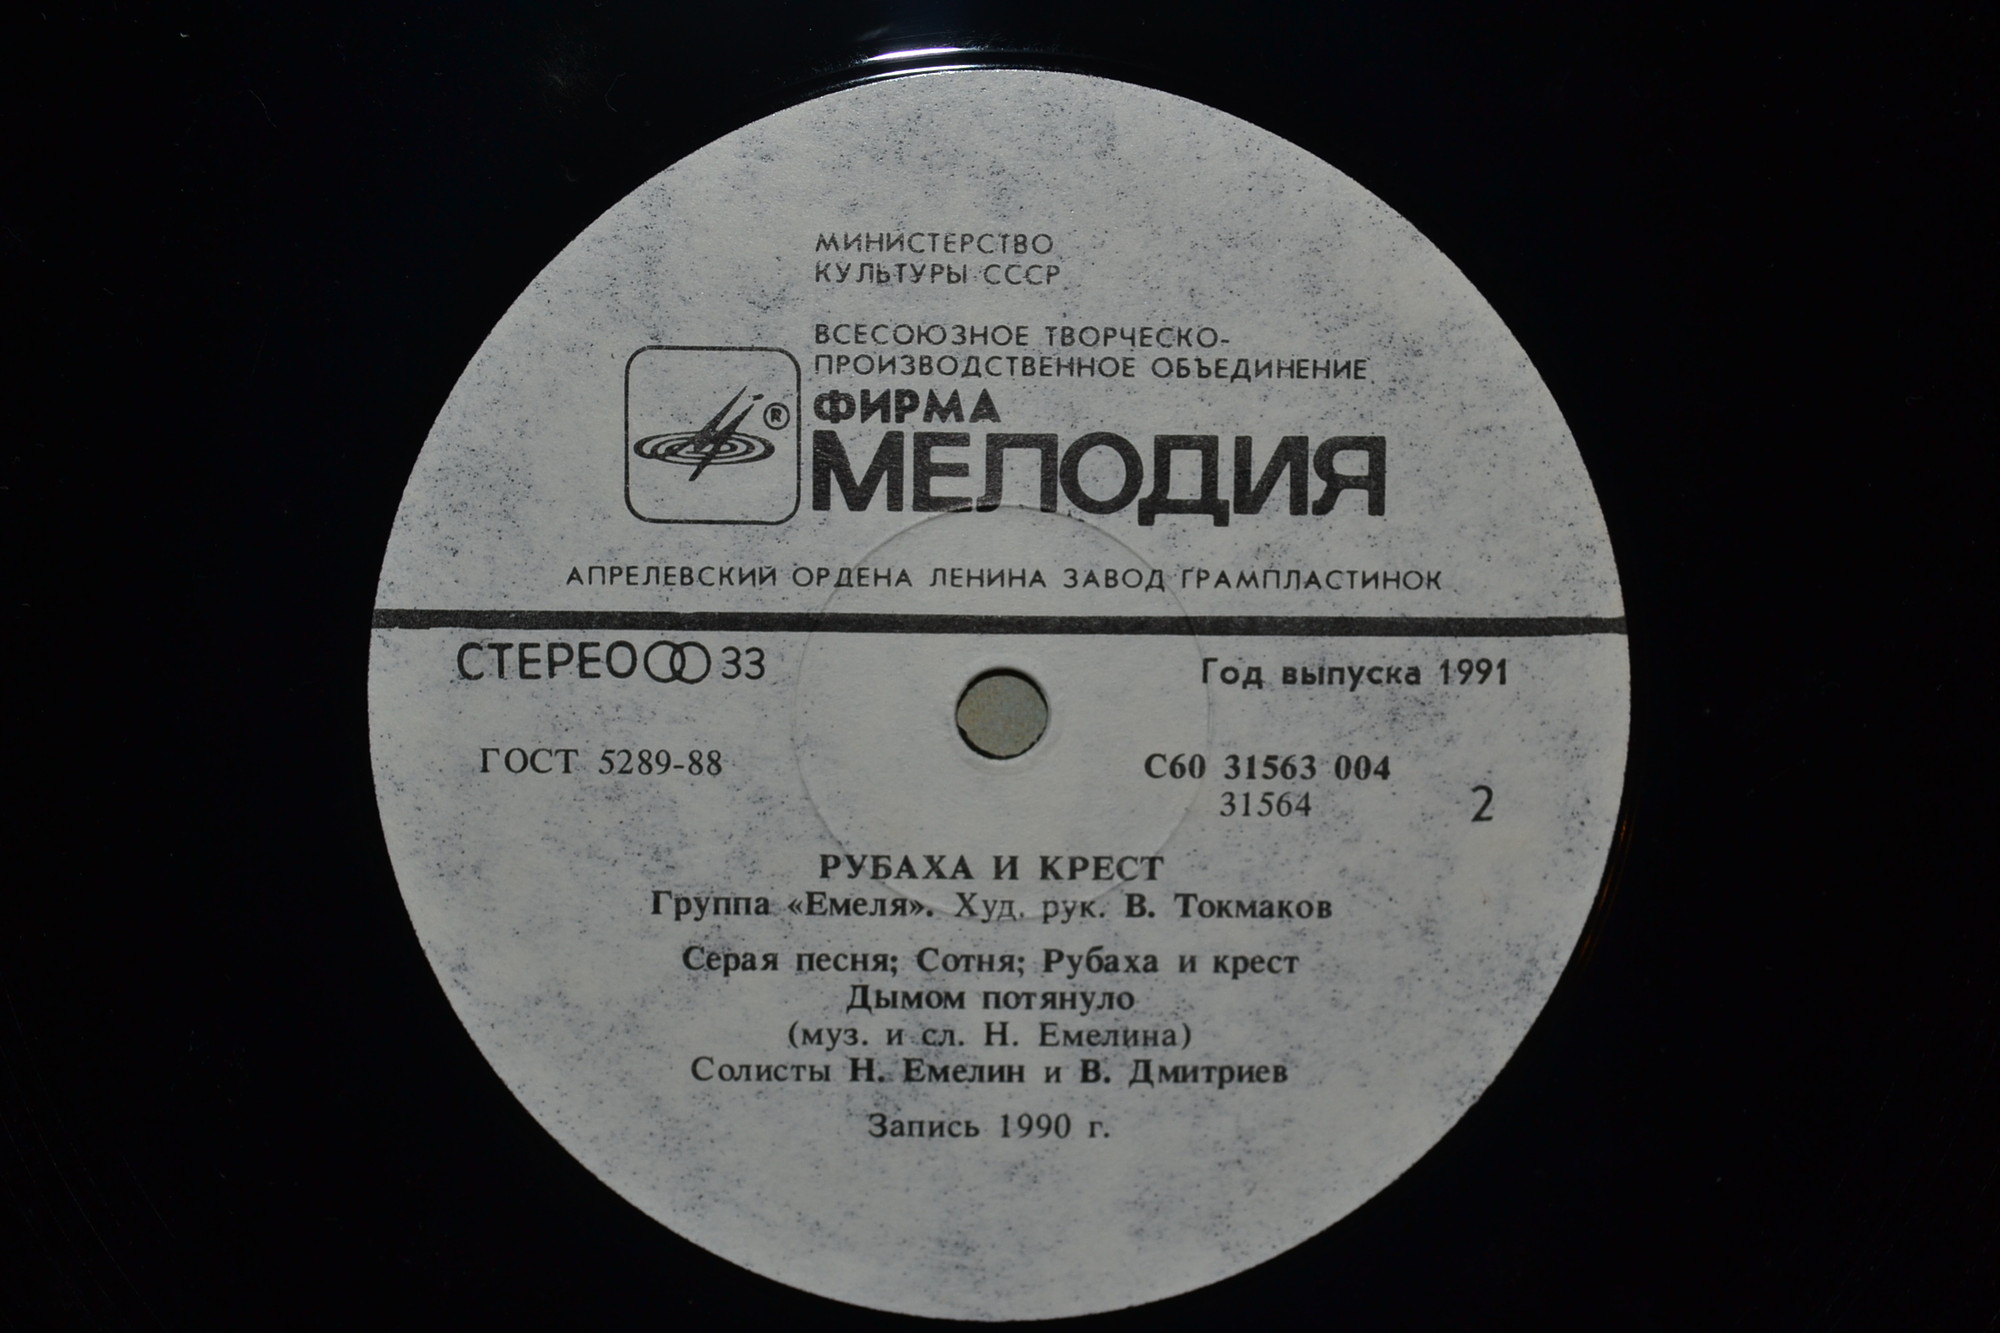 МИНИСТЕРСТВО
КУЛЬТУРЫ СССР
ВСЕСОЮЗНОЕ ТВОРЧЕСКО-
ПРОИЗВОДСТВЕННОЕ ОБЪЕДИНЕНИЕ
®
ФИРМА
МЕЛОДИЯ
АПРЕЛЕВСКИЙ ОРДЕНА ЛЕНИНА ЗАВОД ГРАМПЛАСТИНОК
СТЕРЕО 33
Год выпуска 1991
ГОСТ 5289-88
С60 31563 004
31564
2
РУБАХА И КРЕСТ
Группа «Емеля». Худ. рук. В. Токмаков
Серая песня; Сотня; Рубаха и крест
Дымом потянуло
(муз. и сл. Н. Емелина)
Солисты Н. Емелин и В. Дмитриев
Запись 1990 г.